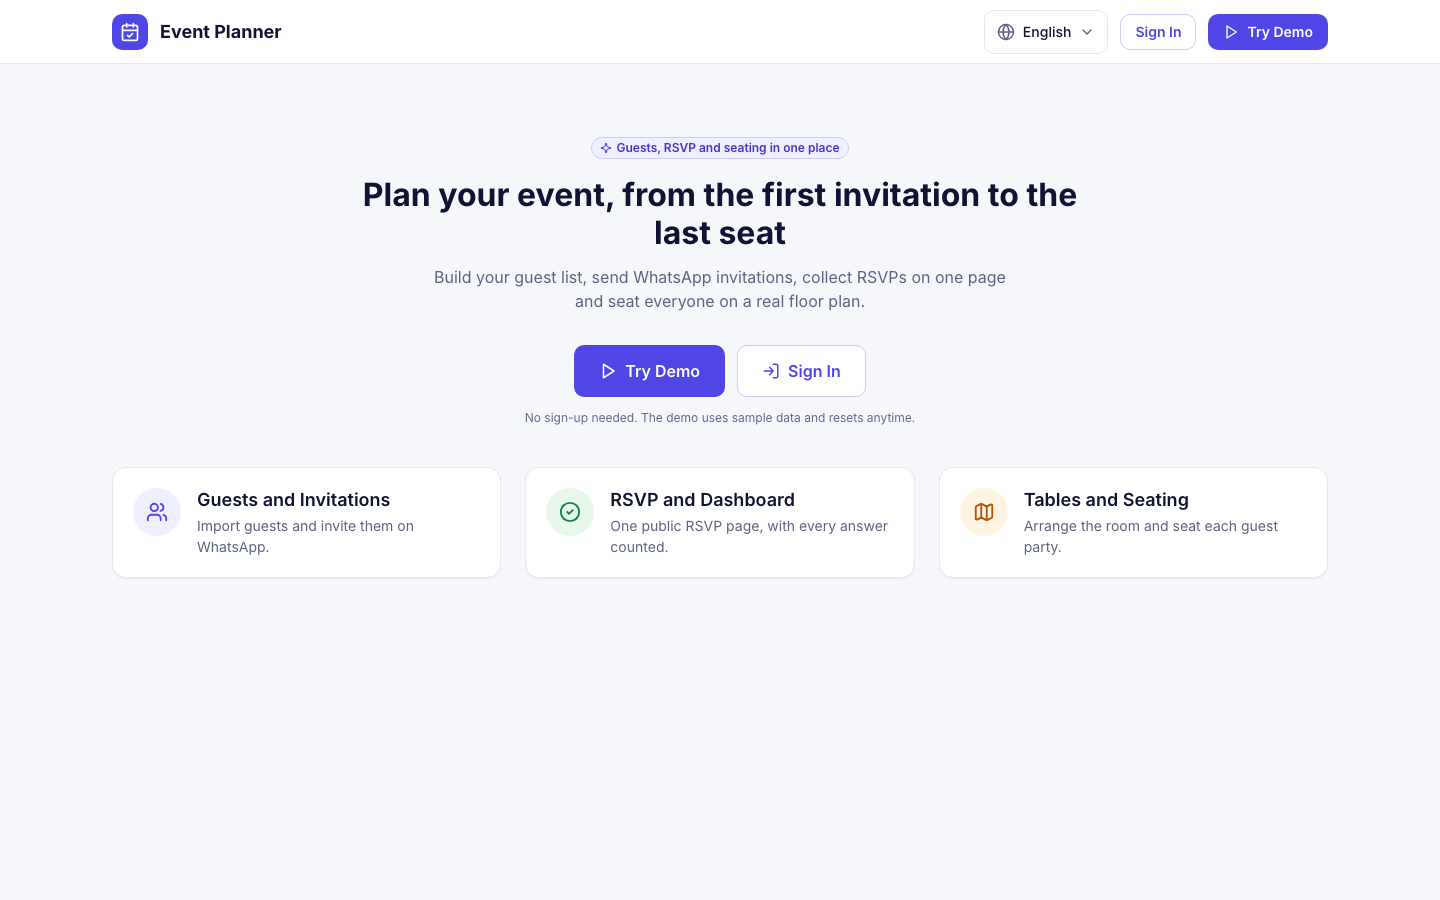 Event Planner
English
Sign In
Try Demo
Guests, RSVP and seating in one place
Plan your event, from the first invitation to the
last seat
Build your guest list, send WhatsApp invitations, collect RSVPs on one page
and seat everyone on a real floor plan.
Try Demo
Sign In
No sign-up needed. The demo uses sample data and resets anytime.
Guests and Invitations
Import guests and invite them on
WhatsApp.
RSVP and Dashboard
One public RSVP page, with every answer
counted.
Tables and Seating
Arrange the room and seat each guest
party.